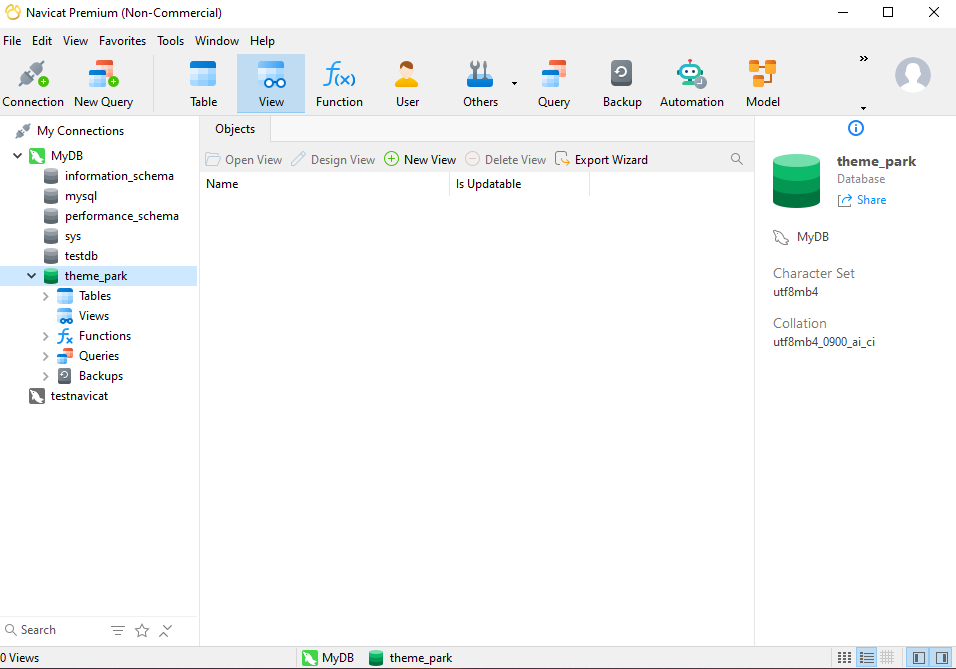 Navicat Premium (Non-Commercial)
File Edit View Favorites Tools Window Help
Connection New Query Table View Function User Others Query Backup Automation Model
»
My Connections
MyDB
information_schema
mysql
performance_schema
sys
testdb
theme_park
Tables
Views
Functions
Queries
Backups
testnavicat
Search
Objects
Open View Design View New View Delete View Export Wizard
Name Is Updatable
theme_park
Database
Share
MyDB
Character Set
utf8mb4
Collation
utf8mb4_0900_ai_ci
0 Views MyDB theme_park